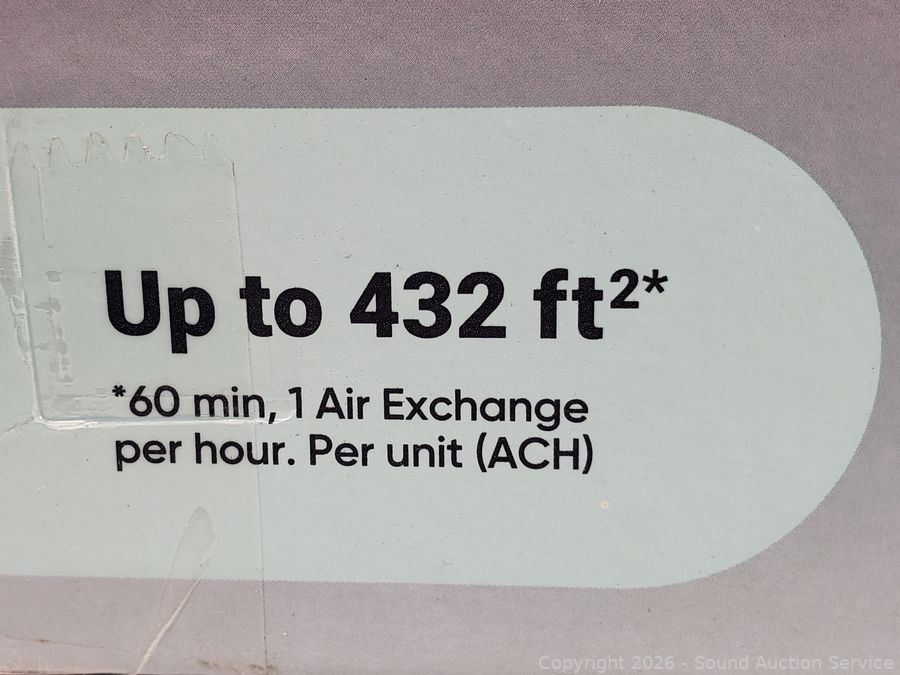 Up to 432 ft²*
*60 min, 1 Air Exchange
per hour. Per unit (ACH)
Copyright 2026 - Sound Auction Service